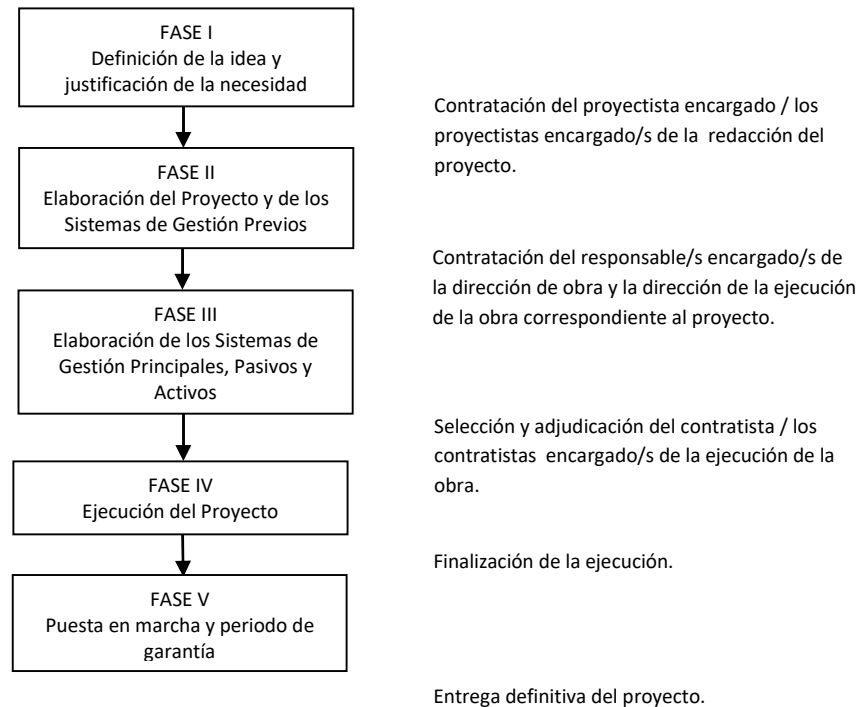 FASE I
Definición de la idea y
justificación de la necesidad
Contratación del proyectista encargado / los
proyectistas encargado/s de la redacción del
proyecto.
FASE II
Elaboración del Proyecto y de los
Sistemas de Gestión Previos
Contratación del responsable/s encargado/s de
la dirección de obra y la dirección de la ejecución
de la obra correspondiente al proyecto.
FASE III
Elaboración de los Sistemas de
Gestión Principales, Pasivos y
Activos
Selección y adjudicación del contratista / los
contratistas encargado/s de la ejecución de la
obra.
FASE IV
Ejecución del Proyecto
Finalización de la ejecución.
FASE V
Puesta en marcha y periodo de
garantía
Entrega definitiva del proyecto.